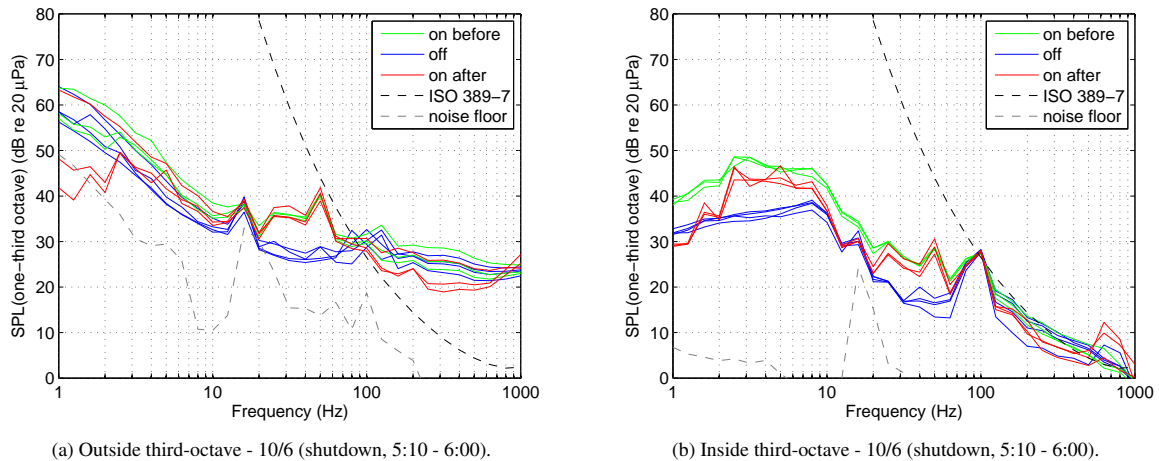 80
70
60
50
40
30
20
10
0
SPL(one−third octave) (dB re 20 μPa)
on before
off
on after
ISO 389−7
noise floor
1
10
100
1000
Frequency (Hz)
(a) Outside third-octave - 10/6 (shutdown, 5:10 - 6:00).
80
70
60
50
40
30
20
10
0
SPL(one−third octave) (dB re 20 μPa)
on before
off
on after
ISO 389−7
noise floor
1
10
100
1000
Frequency (Hz)
(b) Inside third-octave - 10/6 (shutdown, 5:10 - 6:00).